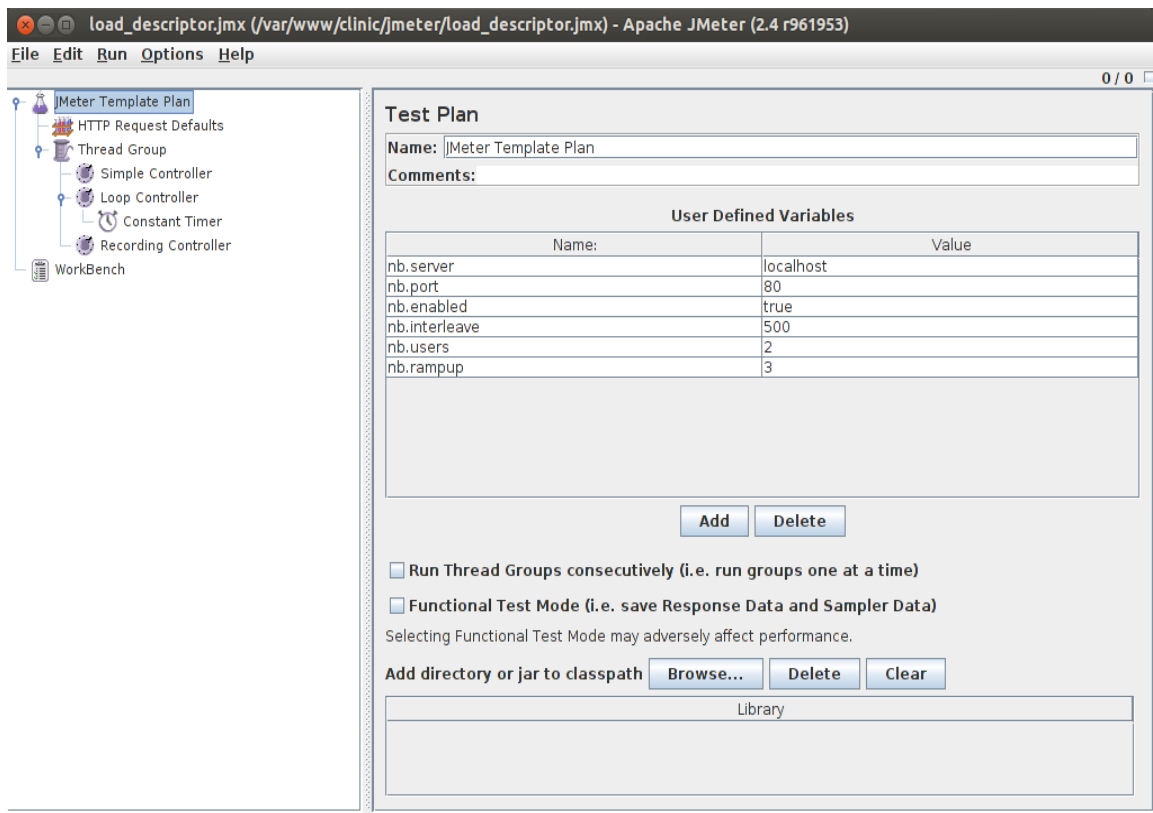 load_descriptor.jmx (/var/www/clinic/jmeter/load_descriptor.jmx) - Apache JMeter (2.4 r961953)
File Edit Run Options Help
0 / 0
JMeter Template Plan
HTTP Request Defaults
Thread Group
Simple Controller
Loop Controller
Constant Timer
Recording Controller
WorkBench
Test Plan
Name: JMeter Template Plan
Comments:
User Defined Variables
Name: Value
nb.server localhost
nb.port 80
nb.enabled true
nb.interleave 500
nb.users 2
nb.rampup 3
Add Delete
Run Thread Groups consecutively (i.e. run groups one at a time)
Functional Test Mode (i.e. save Response Data and Sampler Data)
Selecting Functional Test Mode may adversely affect performance.
Add directory or jar to classpath Browse... Delete Clear
Library